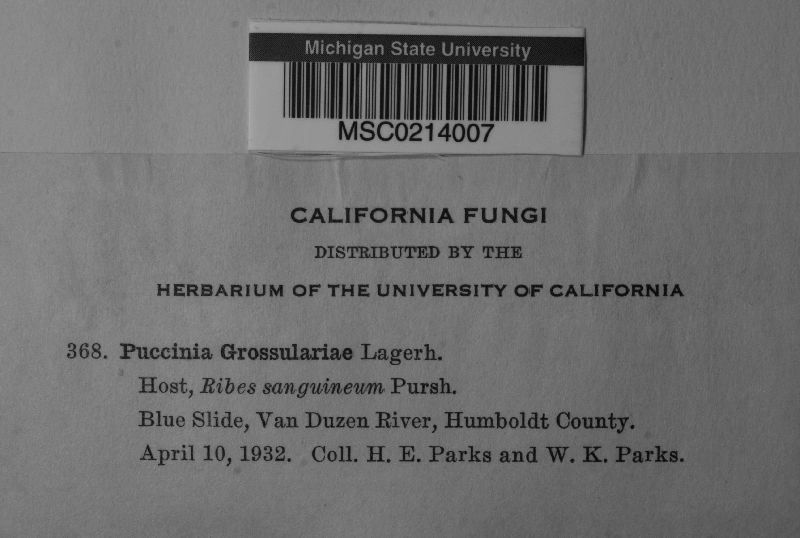 Michigan State University
MSC0214007
CALIFORNIA FUNGI
DISTRIBUTED BY THE
HERBARIUM OF THE UNIVERSITY OF CALIFORNIA
368. Puccinia Grossulariae Lagerh.
Host, Ribes sanguineum Pursh.
Blue Slide, Van Duzen River, Humboldt County.
April 10, 1932. Coll. H. E. Parks and W. K. Parks.